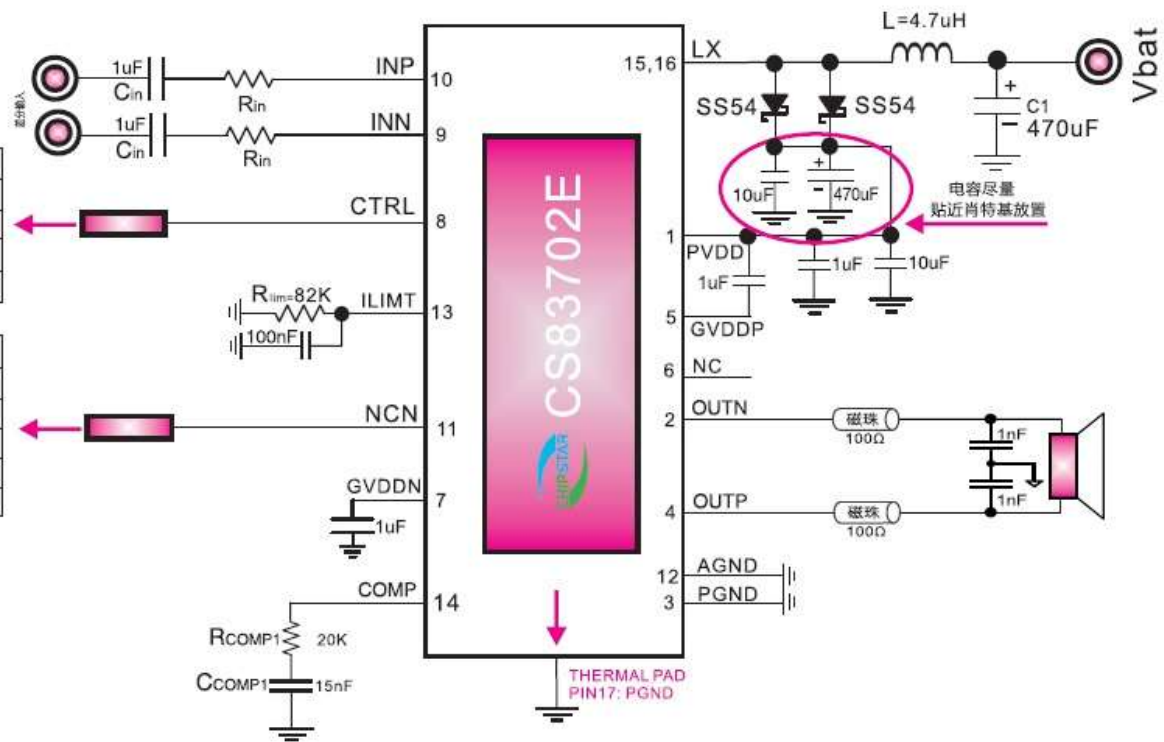 差分输入
1uF
Cin
Rin
INP
10
1uF
Cin
Rin
INN
9
CTRL
8
Rlim=82K
ILIMT
13
100nF
NCN
11
GVDDN
7
1uF
COMP
14
RCOMP1
20K
CCOMP1
15nF
CS83702E
CHIPSTAR
THERMAL PAD
PIN17: PGND
LX
15,16
L=4.7uH
Vbat
SS54
SS54
+
C1
-
470uF
10uF
+
-
470uF
电容尽量
贴近肖特基放置
1
PVDD
1uF
1uF
10uF
5
GVDDP
6
NC
2
OUTN
磁珠
100Ω
1nF
1nF
4
OUTP
磁珠
100Ω
12
AGND
3
PGND